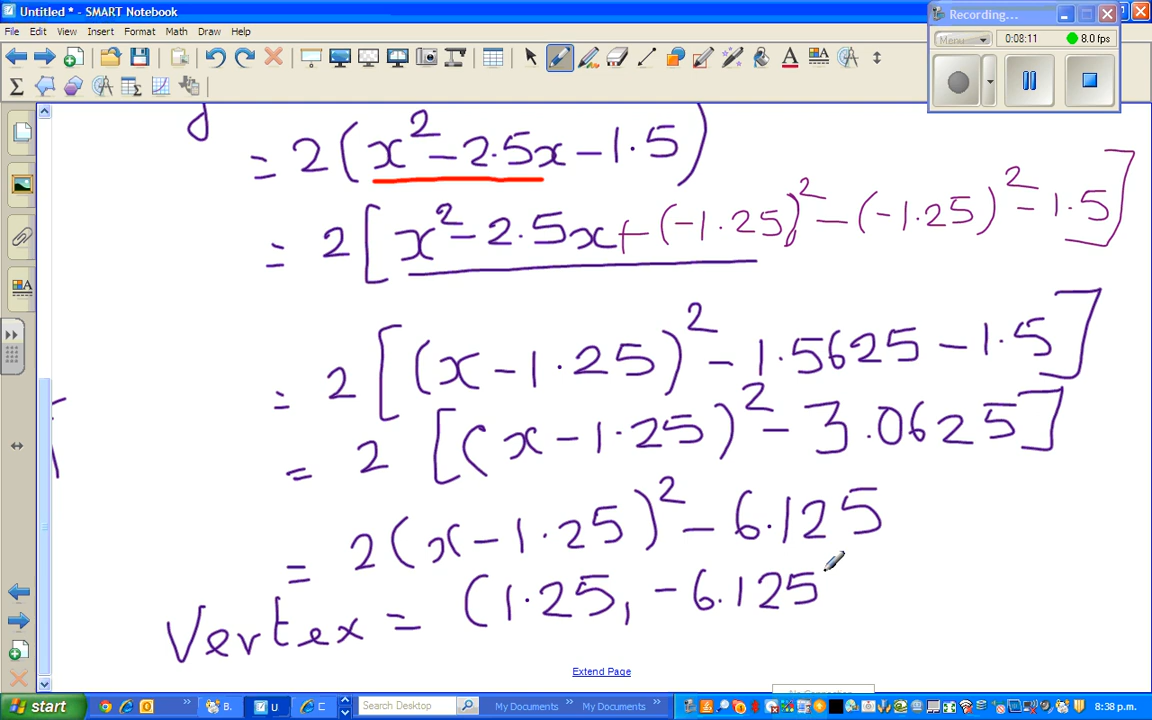 Untitled * - SMART Notebook
File Edit View Insert Format Math Draw Help
Recording...
Menu 0:08:11 8.0 fps
y
= 2(x² - 2.5x - 1.5)
= 2[x² - 2.5x + (-1.25)² - (-1.25)² - 1.5]
= 2[(x - 1.25)² - 1.5625 - 1.5]
= 2[(x - 1.25)² - 3.0625]
= 2(x - 1.25)² - 6.125
Vertex = (1.25, -6.125
Extend Page
start B. U C Search Desktop My Documents My Documents 8:38 p.m.